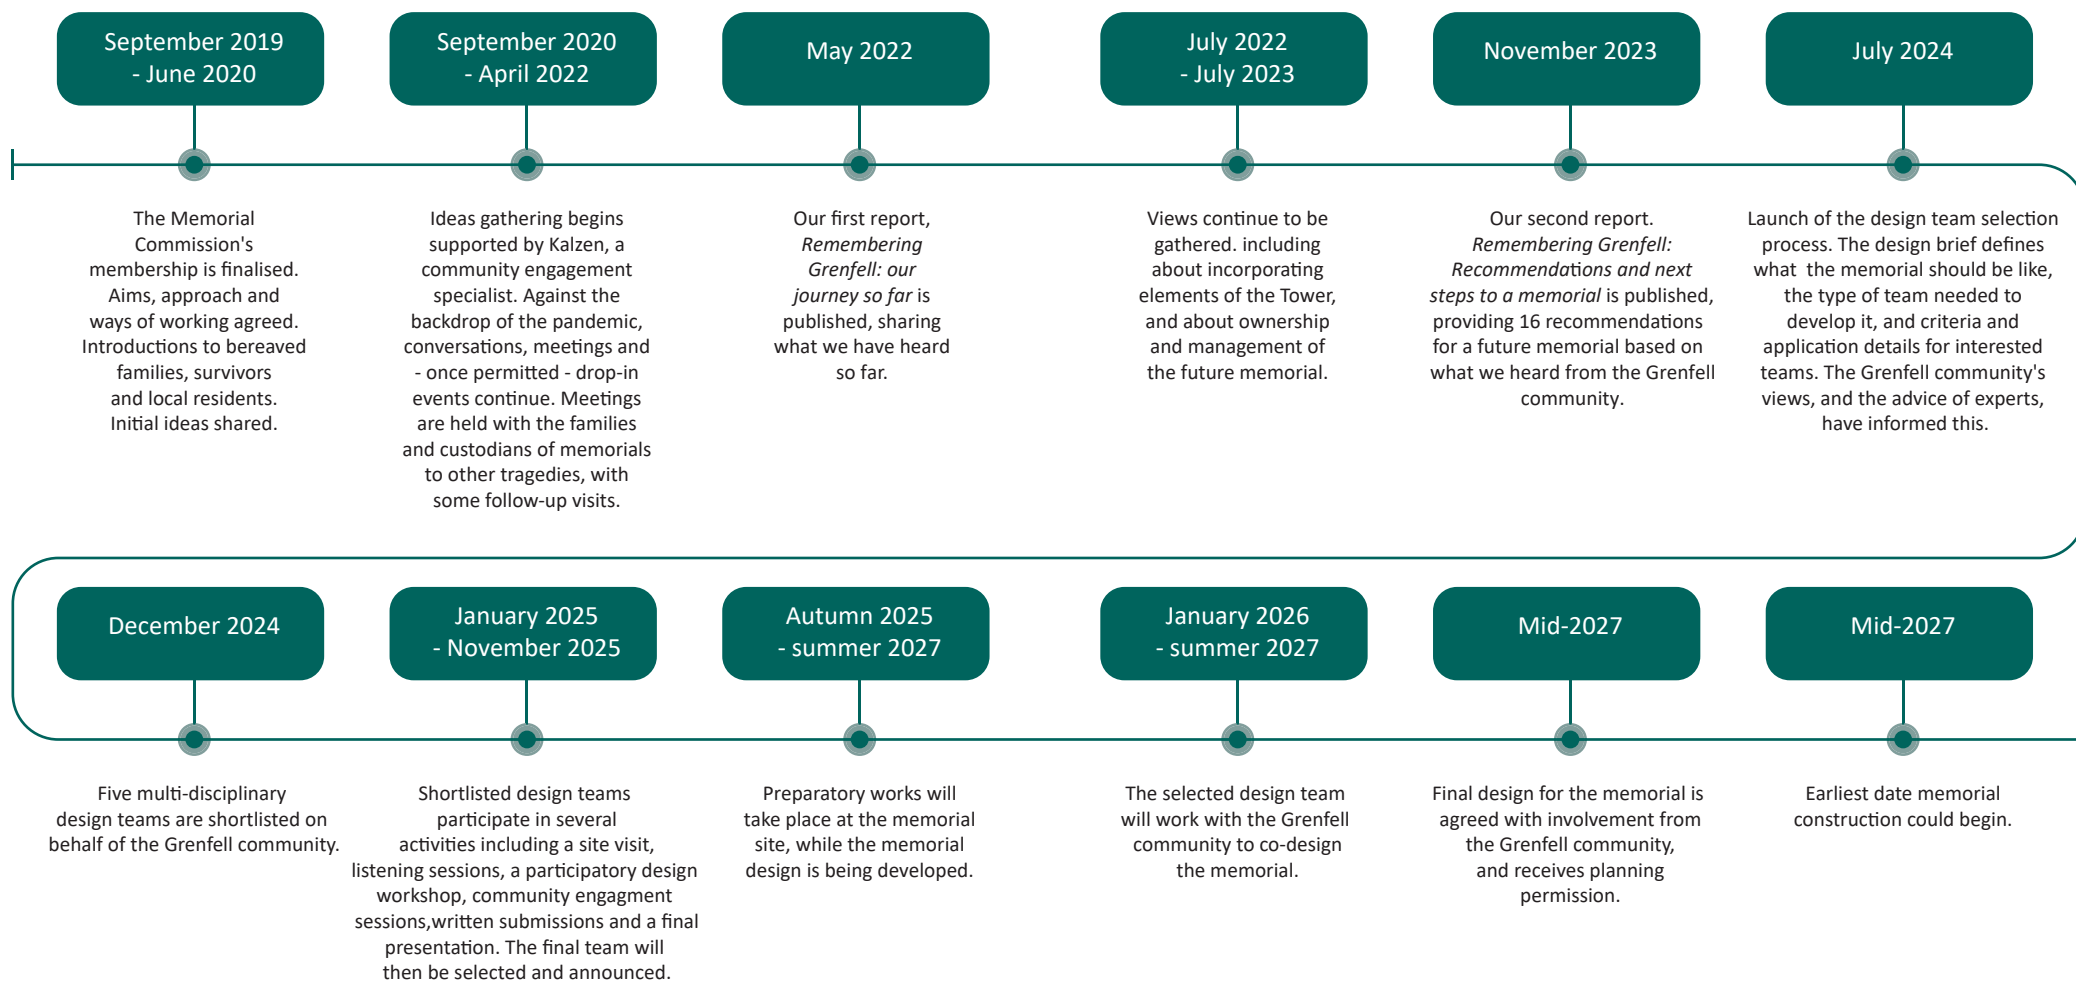 September 2019
- June 2020
The Memorial
Commission's
membership is finalised.
Aims, approach and
ways of working agreed.
Introductions to bereaved
families, survivors
and local residents.
Initial ideas shared.
September 2020
- April 2022
Ideas gathering begins
supported by Kalzen, a
community engagement
specialist. Against the
backdrop of the pandemic,
conversations, meetings and
- once permitted - drop-in
events continue. Meetings
are held with the families
and custodians of memorials
to other tragedies, with
some follow-up visits.
May 2022
Our first report,
Remembering
Grenfell: our
journey so far is
published, sharing
what we have heard
so far.
July 2022
- July 2023
Views continue to be
gathered. including
about incorporating
elements of the Tower,
and about ownership
and management of
the future memorial.
November 2023
Our second report.
Remembering Grenfell:
Recommendations and next
steps to a memorial is published,
providing 16 recommendations
for a future memorial based on
what we heard from the Grenfell
community.
July 2024
Launch of the design team selection
process. The design brief defines
what  the memorial should be like,
the type of team needed to
develop it, and criteria and
application details for interested
teams. The Grenfell community's
views, and the advice of experts,
have informed this.
December 2024
Five multi-disciplinary
design teams are shortlisted on
behalf of the Grenfell community.
January 2025
- November 2025
Shortlisted design teams
participate in several
activities including a site visit,
listening sessions, a participatory design
workshop, community engagment
sessions,written submissions and a final
presentation. The final team will
then be selected and announced.
Autumn 2025
- summer 2027
Preparatory works will
take place at the memorial
site, while the memorial
design is being developed.
January 2026
- summer 2027
The selected design team
will work with the Grenfell
community to co-design
the memorial.
Mid-2027
Final design for the memorial is
agreed with involvement from
the Grenfell community,
and receives planning
permission.
Mid-2027
Earliest date memorial
construction could begin.